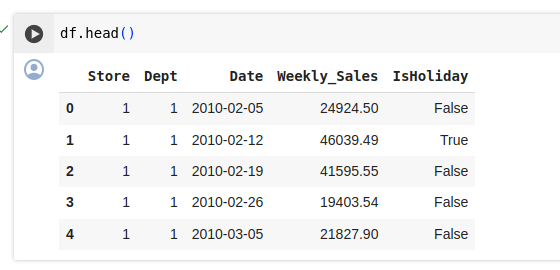 df.head()
Store Dept Date Weekly_Sales IsHoliday
0 1 1 2010-02-05 24924.50 False
1 1 1 2010-02-12 46039.49 True
2 1 1 2010-02-19 41595.55 False
3 1 1 2010-02-26 19403.54 False
4 1 1 2010-03-05 21827.90 False